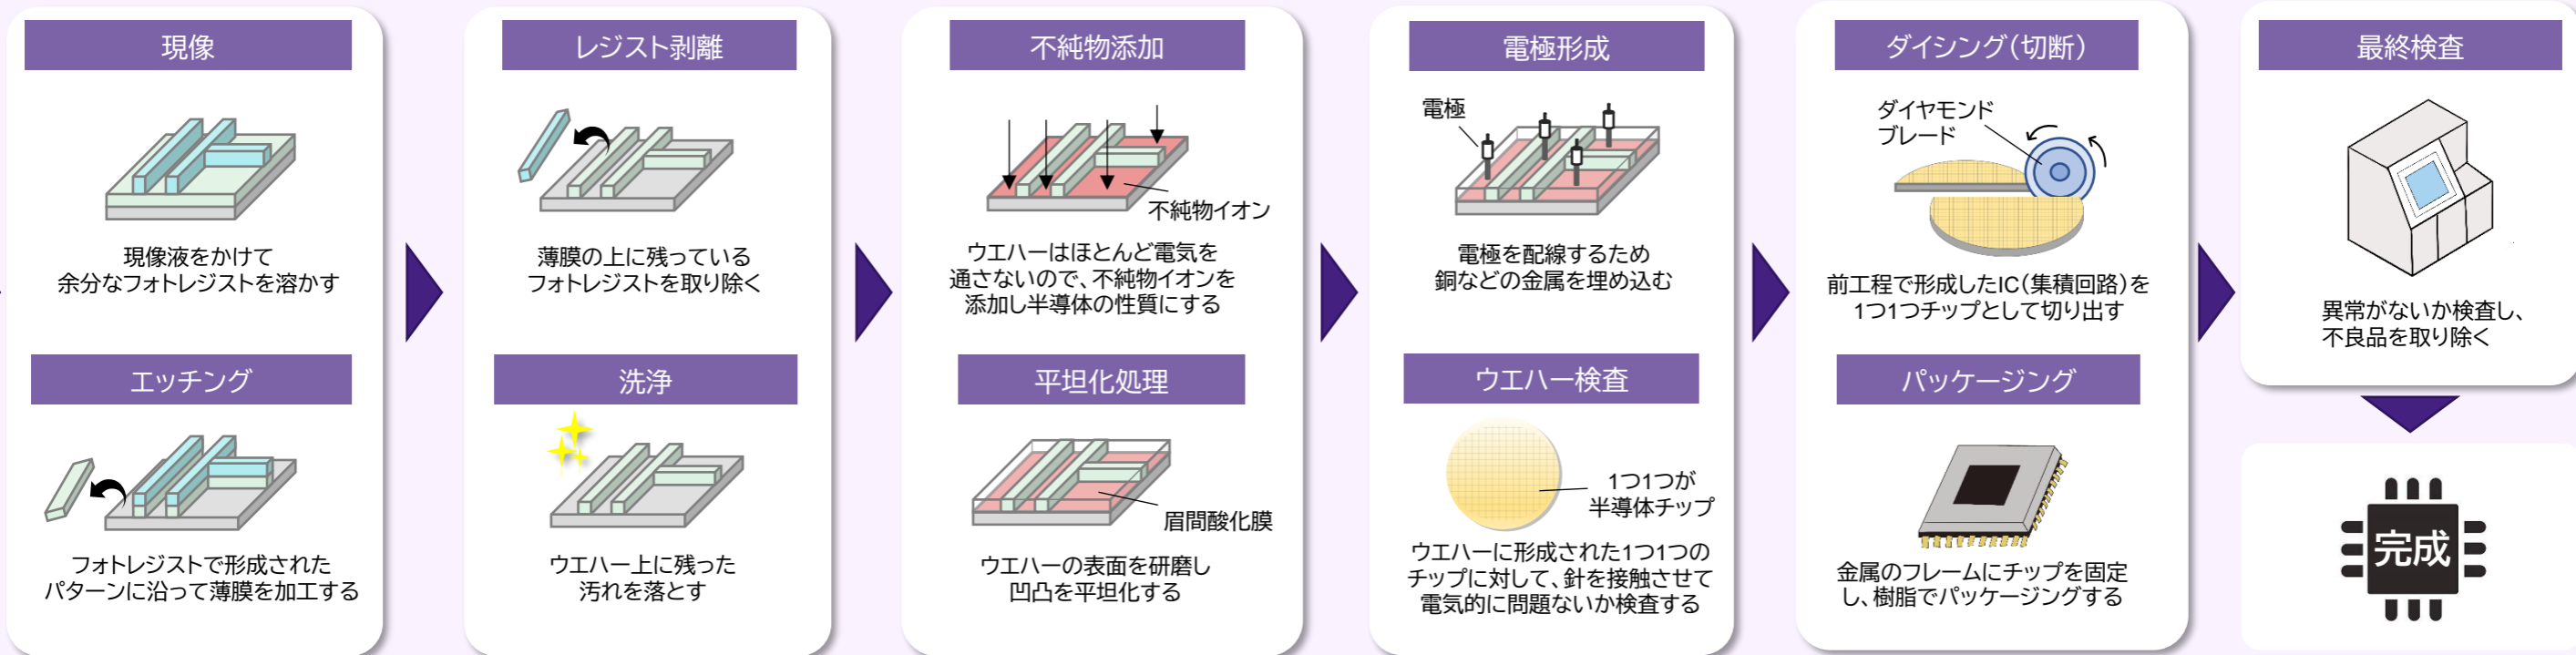 現像
現像液をかけて
余分なフォトレジストを溶かす
エッチング
フォトレジストで形成された
パターンに沿って薄膜を加工する
レジスト剥離
薄膜の上に残っている
フォトレジストを取り除く
洗浄
ウエハー上に残った
汚れを落とす
不純物添加
不純物イオン
ウエハーはほとんど電気を
通さないので、不純物イオンを
添加し半導体の性質にする
平坦化処理
眉間酸化膜
ウエハーの表面を研磨し
凹凸を平坦化する
電極形成
電極
電極を配線するため
銅などの金属を埋め込む
ウエハー検査
1つ1つが
半導体チップ
ウエハーに形成された1つ1つの
チップに対して、針を接触させて
電気的に問題ないか検査する
ダイシング（切断）
ダイヤモンド
ブレード
前工程で形成したIC（集積回路）を
1つ1つチップとして切り出す
パッケージング
金属のフレームにチップを固定
し、樹脂でパッケージングする
最終検査
異常がないか検査し、
不良品を取り除く
完成